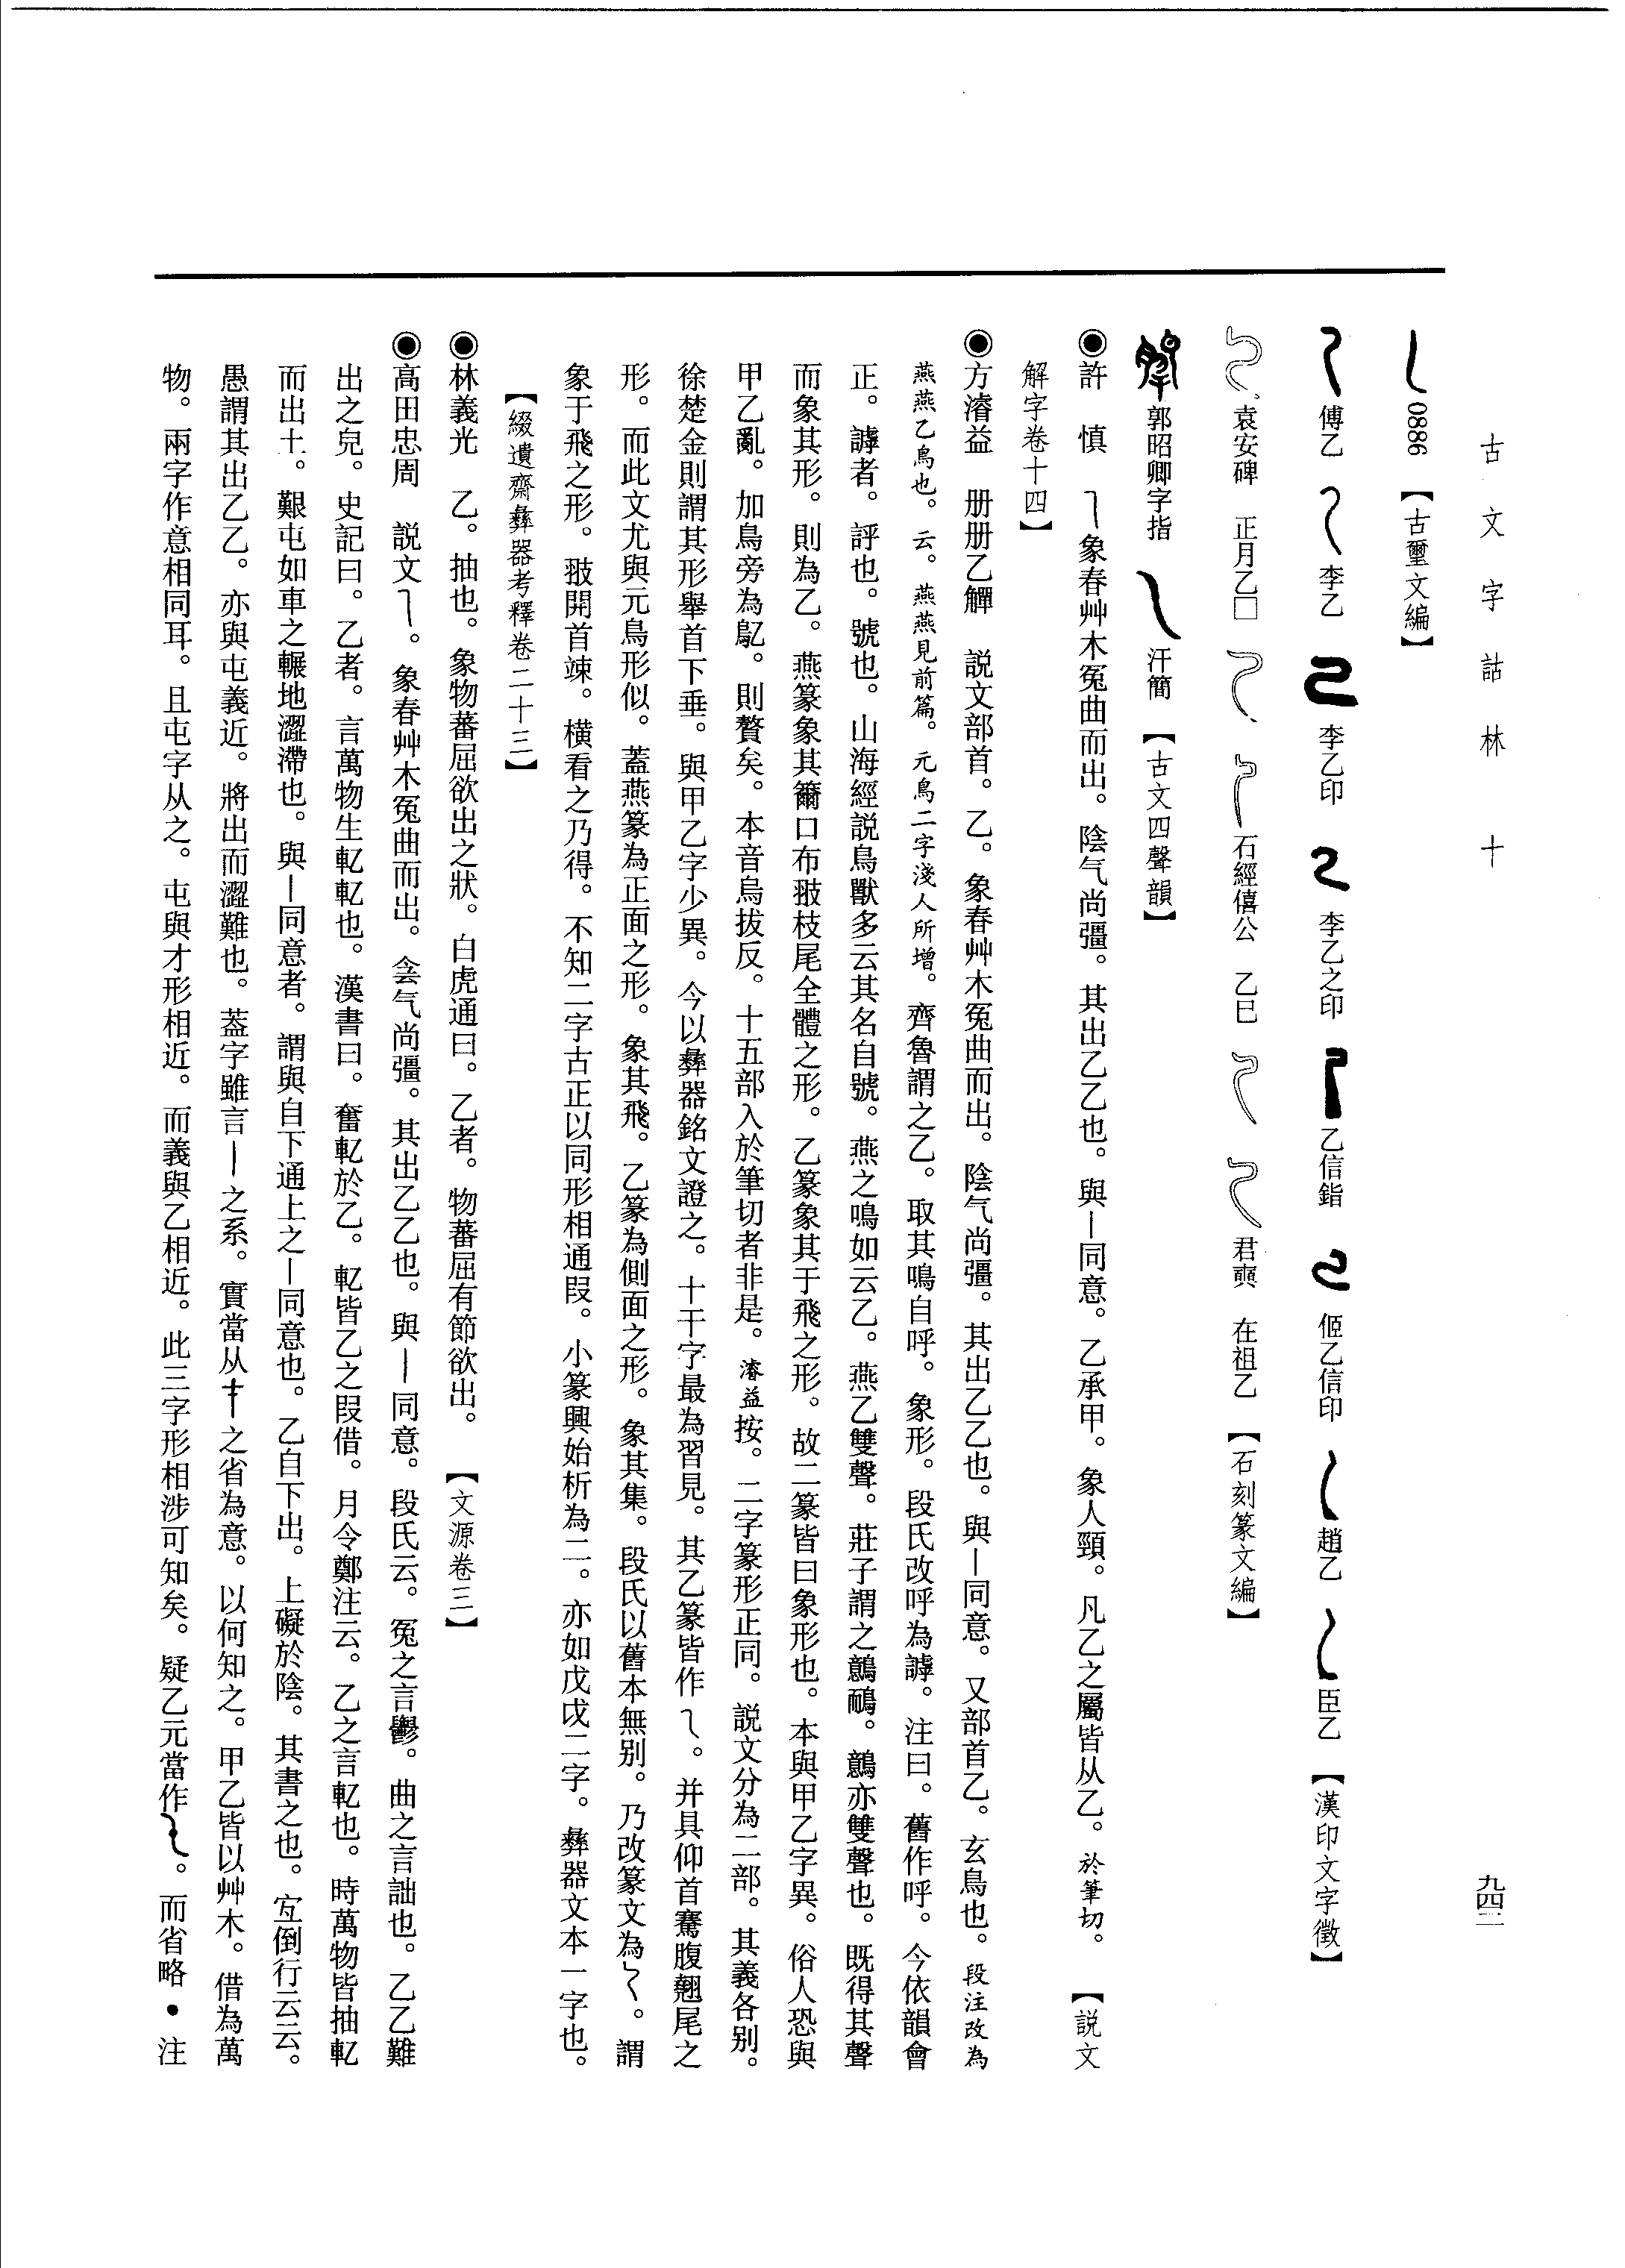 古文字詁林　十
九四二
0886 【古璽文編】
傅乙　李乙　李乙印　李乙之印　乙信鍇　乙信印　趙乙　臣乙　【漢印文字徵】
袁安碑　正月乙□　石經僖公　乙巳　君奭　在祖乙　【石刻篆文編】
郭昭卿字指　汗簡　【古文四聲韻】
◉許　慎　乁象春艸木冤曲而出。陰气尚彊。其出乙乙也。與丨同意。乙承甲。象人頸。凡乙之屬皆从乙。於筆切。　【説文
解字卷十四】
◉方濬益　册册乙觶　説文部首。乙。象春艸木冤曲而出。陰气尚彊。其出乙乙也。與丨同意。又部首乙。玄鳥也。段注改為
燕燕乙鳥也。云。燕燕見前篇。元鳥二字淺人所增。齊魯謂之乙。取其鳴自呼。象形。段氏改呼為謼。注曰。舊作呼。今依韻會
正。謼者。評也。號也。山海經説鳥獸多云其名自號。燕之鳴如云乙。燕乙雙聲。莊子謂之鷾鴯。鷾亦雙聲也。既得其聲
而象其形。則為乙。燕篆象其籋口布翄枝尾全體之形。乙篆象其于飛之形。故二篆皆曰象形也。本與甲乙字異。俗人恐與
甲乙亂。加鳥旁為鳦。則贅矣。本音烏拔反。十五部入於筆切者非是。濬益按。二字篆形正同。説文分為二部。其義各别。
徐楚金則謂其形舉首下垂。與甲乙字少異。今以彝器銘文證之。十干字最為習見。其乙篆皆作乁。并具仰首騫腹翹尾之
形。而此文尤與元鳥形似。蓋燕篆為正面之形。象其飛。乙篆為側面之形。象其集。段氏以舊本無别。乃改篆文為。謂
象于飛之形。翄開首竦。横看之乃得。不知二字古正以同形相通叚。小篆興始析為二。亦如戊戉二字。彝器文本一字也。
【綴遺齋彝器考釋卷二十三】
◉林義光　乙。抽也。象物蕃屈欲出之狀。白虎通曰。乙者。物蕃屈有節欲出。　【文源卷三】
◉高田忠周　説文乁。象春艸木冤曲而出。侌气尚彊。其出乙乙也。與丨同意。段氏云。冤之言鬱。曲之言詘也。乙乙難
出之皃。史記曰。乙者。言萬物生軋軋也。漢書曰。奮軋於乙。軋皆乙之叚借。月令鄭注云。乙之言軋也。時萬物皆抽軋
而出土。艱屯如車之輾地澀滯也。與丨同意者。謂與自下通上之丨同意也。乙自下出。上礙於陰。其書之也。宐倒行云云。
愚謂其出乙乙。亦與屯義近。將出而澀難也。葢字雖言丨之系。實當从之省為意。以何知之。甲乙皆以艸木。借為萬
物。兩字作意相同耳。且屯字从之。屯與才形相近。而義與乙相近。此三字形相涉可知矣。疑乙元當作。而省略•注